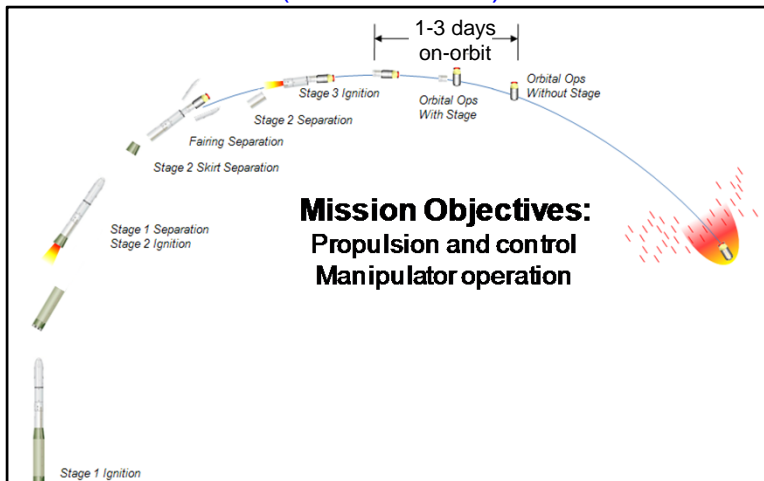 1-3 days
on-orbit
Orbital Ops
Without Stage
Stage 3 Ignition
Orbital Ops
With Stage
Stage 2 Separation
Fairing Separation
Stage 2 Skirt Separation
Mission Objectives:
Propulsion and control
Manipulator operation
Stage 1 Separation
Stage 2 Ignition
Stage 1 Ignition